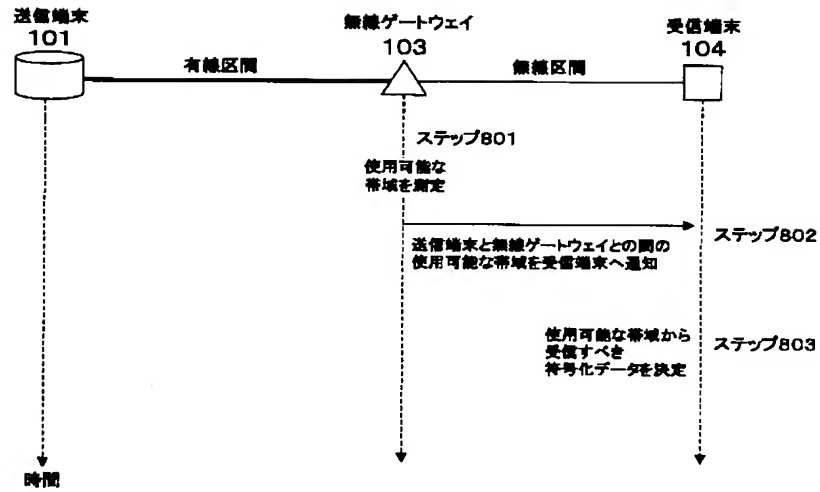 送信端末
101
無線ゲートウェイ
103
受信端末
104
有線区間
無線区間
ステップ801
使用可能な
帯域を測定
ステップ802
送信端末と無線ゲートウェイとの間の
使用可能な帯域を受信端末へ通知
使用可能な帯域から
受信すべき
符号化データを決定
ステップ803
時間